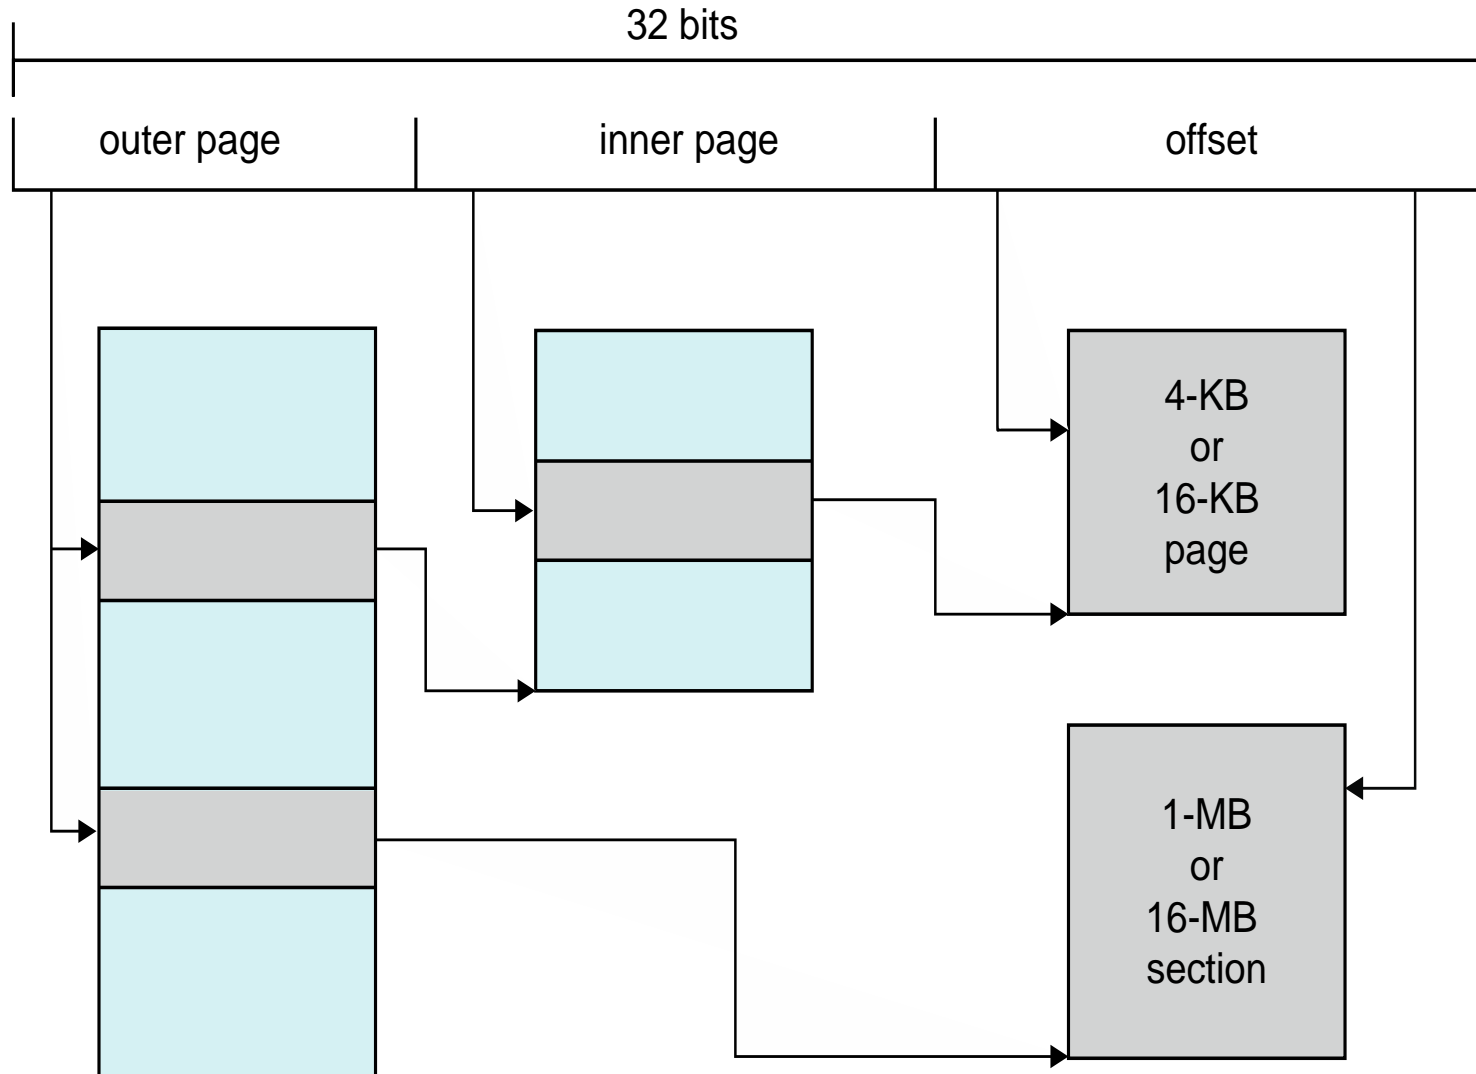 32 bits
outer page
inner page
offset
4-KB
or
16-KB
page
1-MB
or
16-MB
section